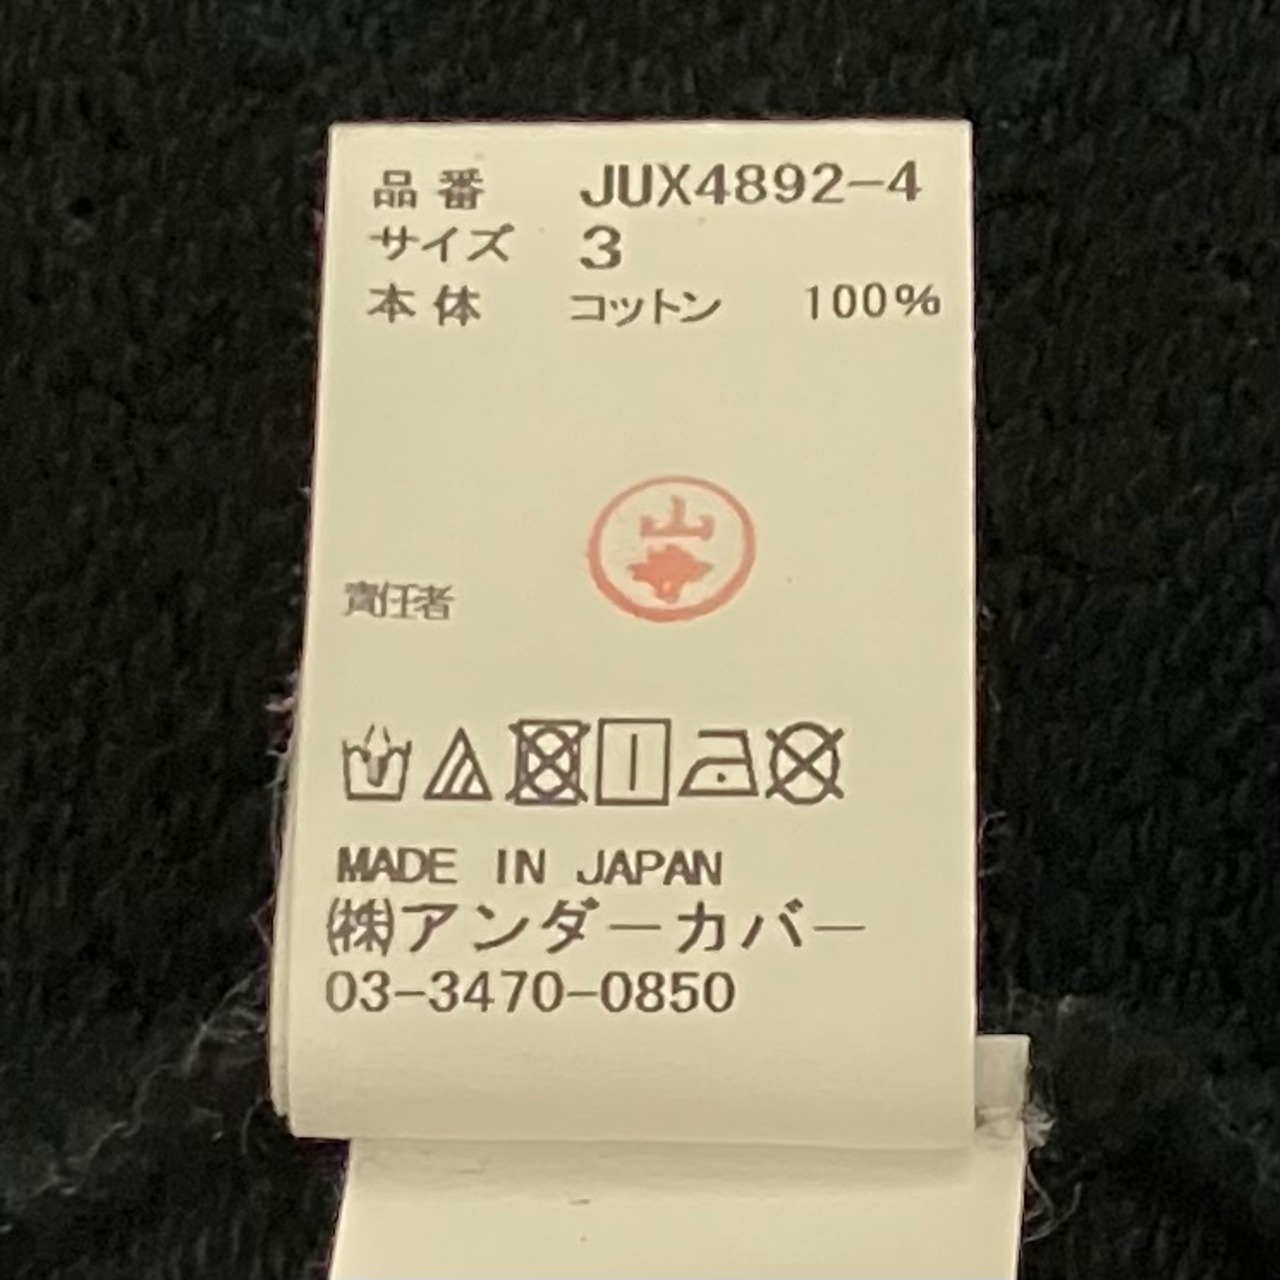 品番 JUX4892-4
サイズ 3
本体 コットン 100%
山
責任者
MADE IN JAPAN
㈱アンダーカバー
03-3470-0850